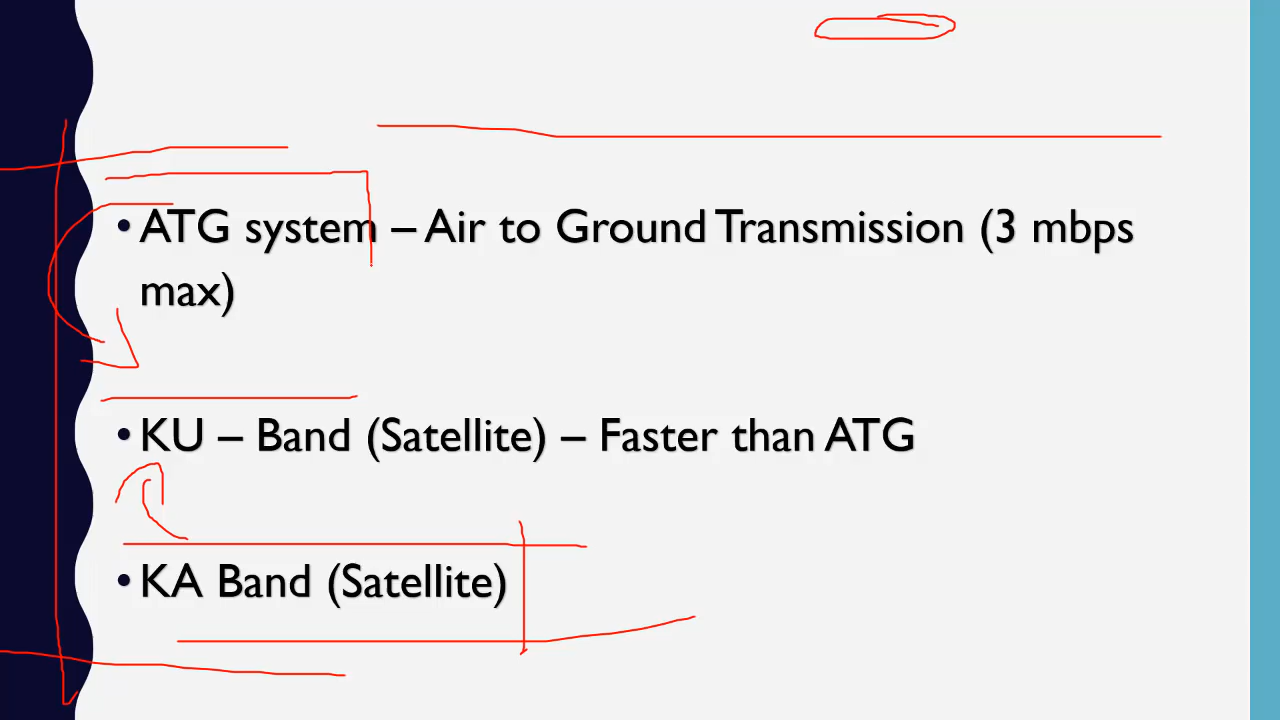 • ATG system – Air to Ground Transmission (3 mbps
max)
• KU – Band (Satellite) – Faster than ATG
• KA Band (Satellite)